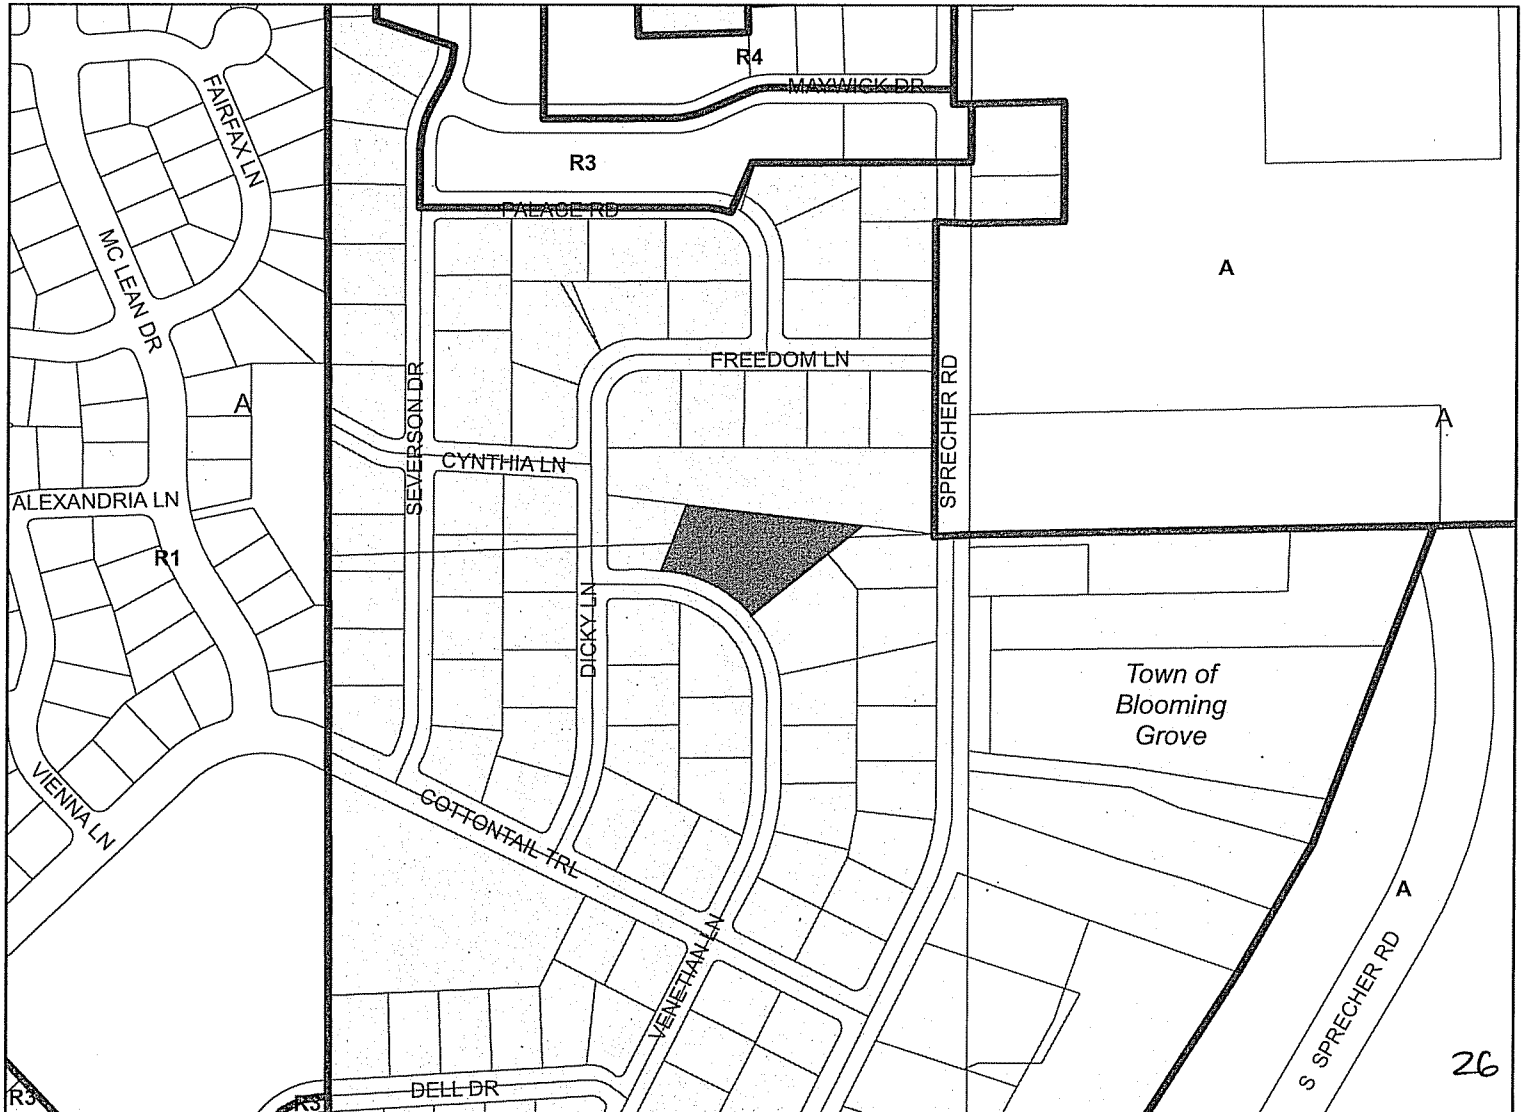 R4
MAYWICK DR
FAIRFAX LN
R3
PALACE RD
MC LEAN DR
A
FREEDOM LN
SPRECHER RD
SEVERSON DR
A
A
CYNTHIA LN
ALEXANDRIA LN
R1
DICKY LN
Town of
Blooming
Grove
VIENNA LN
COTTONTAIL TRL
A
VENETIAN LN
S SPRECHER RD
26
DELL DR
R3
R3